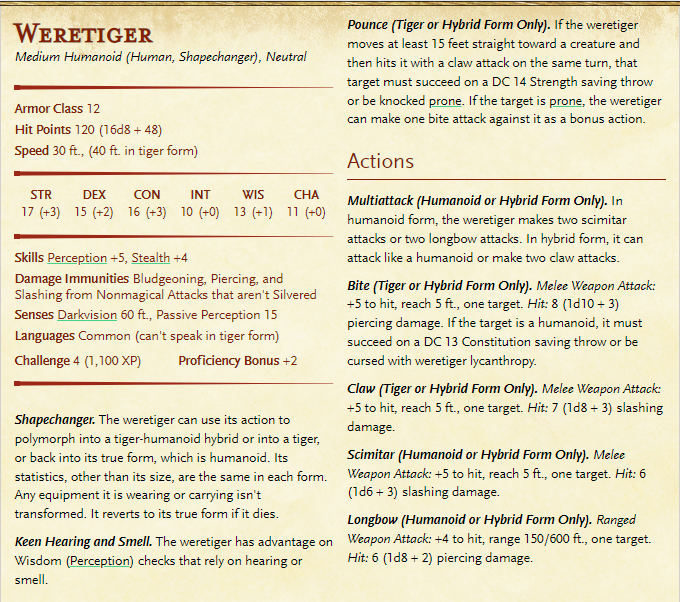 Weretiger
Medium Humanoid (Human, Shapechanger), Neutral
Armor Class 12
Hit Points 120 (16d8 + 48)
Speed 30 ft., (40 ft. in tiger form)
STR DEX CON INT WIS CHA
17 (+3) 15 (+2) 16 (+3) 10 (+0) 13 (+1) 11 (+0)
Skills Perception +5, Stealth +4
Damage Immunities Bludgeoning, Piercing, and
Slashing from Nonmagical Attacks that aren't Silvered
Senses Darkvision 60 ft., Passive Perception 15
Languages Common (can't speak in tiger form)
Challenge 4 (1,100 XP) Proficiency Bonus +2
Shapechanger. The weretiger can use its action to
polymorph into a tiger-humanoid hybrid or into a tiger,
or back into its true form, which is humanoid. Its
statistics, other than its size, are the same in each form.
Any equipment it is wearing or carrying isn't
transformed. It reverts to its true form if it dies.
Keen Hearing and Smell. The weretiger has advantage on
Wisdom (Perception) checks that rely on hearing or
smell.
Pounce (Tiger or Hybrid Form Only). If the weretiger
moves at least 15 feet straight toward a creature and
then hits it with a claw attack on the same turn, that
target must succeed on a DC 14 Strength saving throw
or be knocked prone. If the target is prone, the weretiger
can make one bite attack against it as a bonus action.
Actions
Multiattack (Humanoid or Hybrid Form Only). In
humanoid form, the weretiger makes two scimitar
attacks or two longbow attacks. In hybrid form, it can
attack like a humanoid or make two claw attacks.
Bite (Tiger or Hybrid Form Only). Melee Weapon Attack:
+5 to hit, reach 5 ft., one target. Hit: 8 (1d10 + 3)
piercing damage. If the target is a humanoid, it must
succeed on a DC 13 Constitution saving throw or be
cursed with weretiger lycanthropy.
Claw (Tiger or Hybrid Form Only). Melee Weapon Attack:
+5 to hit, reach 5 ft., one target. Hit: 7 (1d8 + 3) slashing
damage.
Scimitar (Humanoid or Hybrid Form Only). Melee
Weapon Attack: +5 to hit, reach 5 ft., one target. Hit: 6
(1d6 + 3) slashing damage.
Longbow (Humanoid or Hybrid Form Only). Ranged
Weapon Attack: +4 to hit, range 150/600 ft., one target.
Hit: 6 (1d8 + 2) piercing damage.